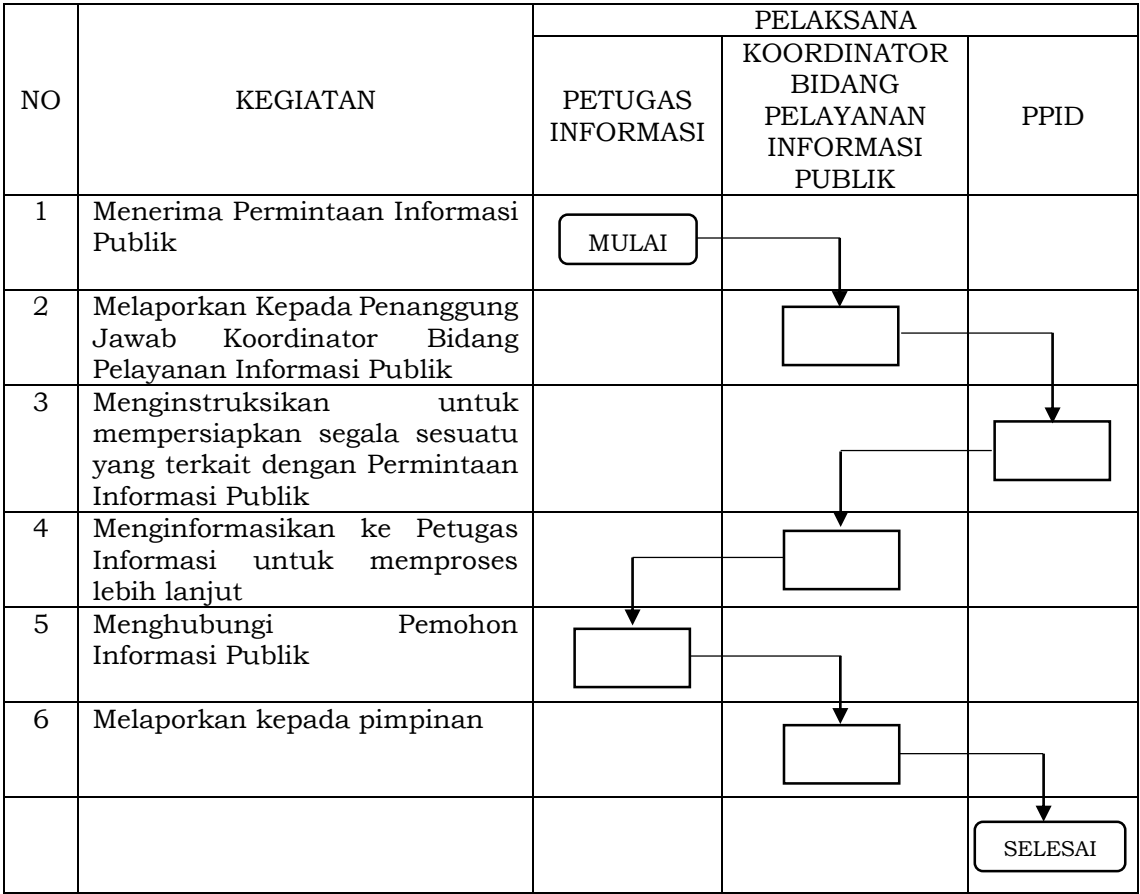 PELAKSANA
NO
KEGIATAN
PETUGAS
INFORMASI
KOORDINATOR
BIDANG
PELAYANAN
INFORMASI
PUBLIK
PPID
1
Menerima Permintaan Informasi
Publik
MULAI
2
Melaporkan Kepada Penanggung
Jawab Koordinator Bidang
Pelayanan Informasi Publik
3
Menginstruksikan untuk
mempersiapkan segala sesuatu
yang terkait dengan Permintaan
Informasi Publik
4
Menginformasikan ke Petugas
Informasi untuk memproses
lebih lanjut
5
Menghubungi Pemohon
Informasi Publik
6
Melaporkan kepada pimpinan
SELESAI